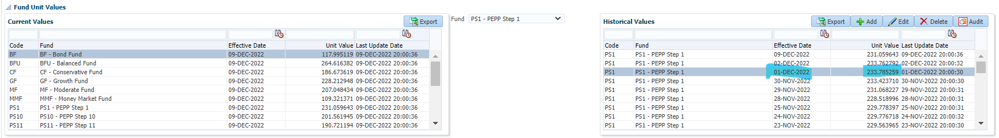 Fund Unit Values
Current Values
Export
Code Fund Effective Date Unit Value Last Update Date
BF BF - Bond Fund 09-DEC-2022 117.995119 09-DEC-2022 20:00:36
BFU BFU - Balanced Fund 09-DEC-2022 264.616382 09-DEC-2022 20:00:36
CF CF - Conservative Fund 09-DEC-2022 186.673619 09-DEC-2022 20:00:36
GF GF - Growth Fund 09-DEC-2022 228.212948 09-DEC-2022 20:00:36
MF MF - Moderate Fund 09-DEC-2022 207.048434 09-DEC-2022 20:00:36
MMF MMF - Money Market Fund 09-DEC-2022 109.321371 09-DEC-2022 20:00:36
PS1 PS1 - PEPP Step 1 09-DEC-2022 231.059643 09-DEC-2022 20:00:36
PS10 PS10 - PEPP Step 10 09-DEC-2022 201.561945 09-DEC-2022 20:00:36
PS11 PS11 - PEPP Step 11 09-DEC-2022 190.721194 09-DEC-2022 20:00:36
Fund PS1 - PEPP Step 1
Historical Values
Export Add Edit Delete Audit
Code Fund Effective Date Unit Value Last Update Date
PS1 PS1 - PEPP Step 1 09-DEC-2022 231.059643 09-DEC-2022 20:00:36
PS1 PS1 - PEPP Step 1 02-DEC-2022 233.762792 02-DEC-2022 20:00:32
PS1 PS1 - PEPP Step 1 01-DEC-2022 233.785259 01-DEC-2022 20:00:30
PS1 PS1 - PEPP Step 1 30-NOV-2022 233.423710 30-NOV-2022 20:00:30
PS1 PS1 - PEPP Step 1 29-NOV-2022 231.068227 29-NOV-2022 20:00:31
PS1 PS1 - PEPP Step 1 28-NOV-2022 228.518996 28-NOV-2022 20:00:31
PS1 PS1 - PEPP Step 1 25-NOV-2022 229.778397 25-NOV-2022 20:00:31
PS1 PS1 - PEPP Step 1 24-NOV-2022 229.776718 24-NOV-2022 20:00:32
PS1 PS1 - PEPP Step 1 23-NOV-2022 229.563965 23-NOV-2022 20:00:31